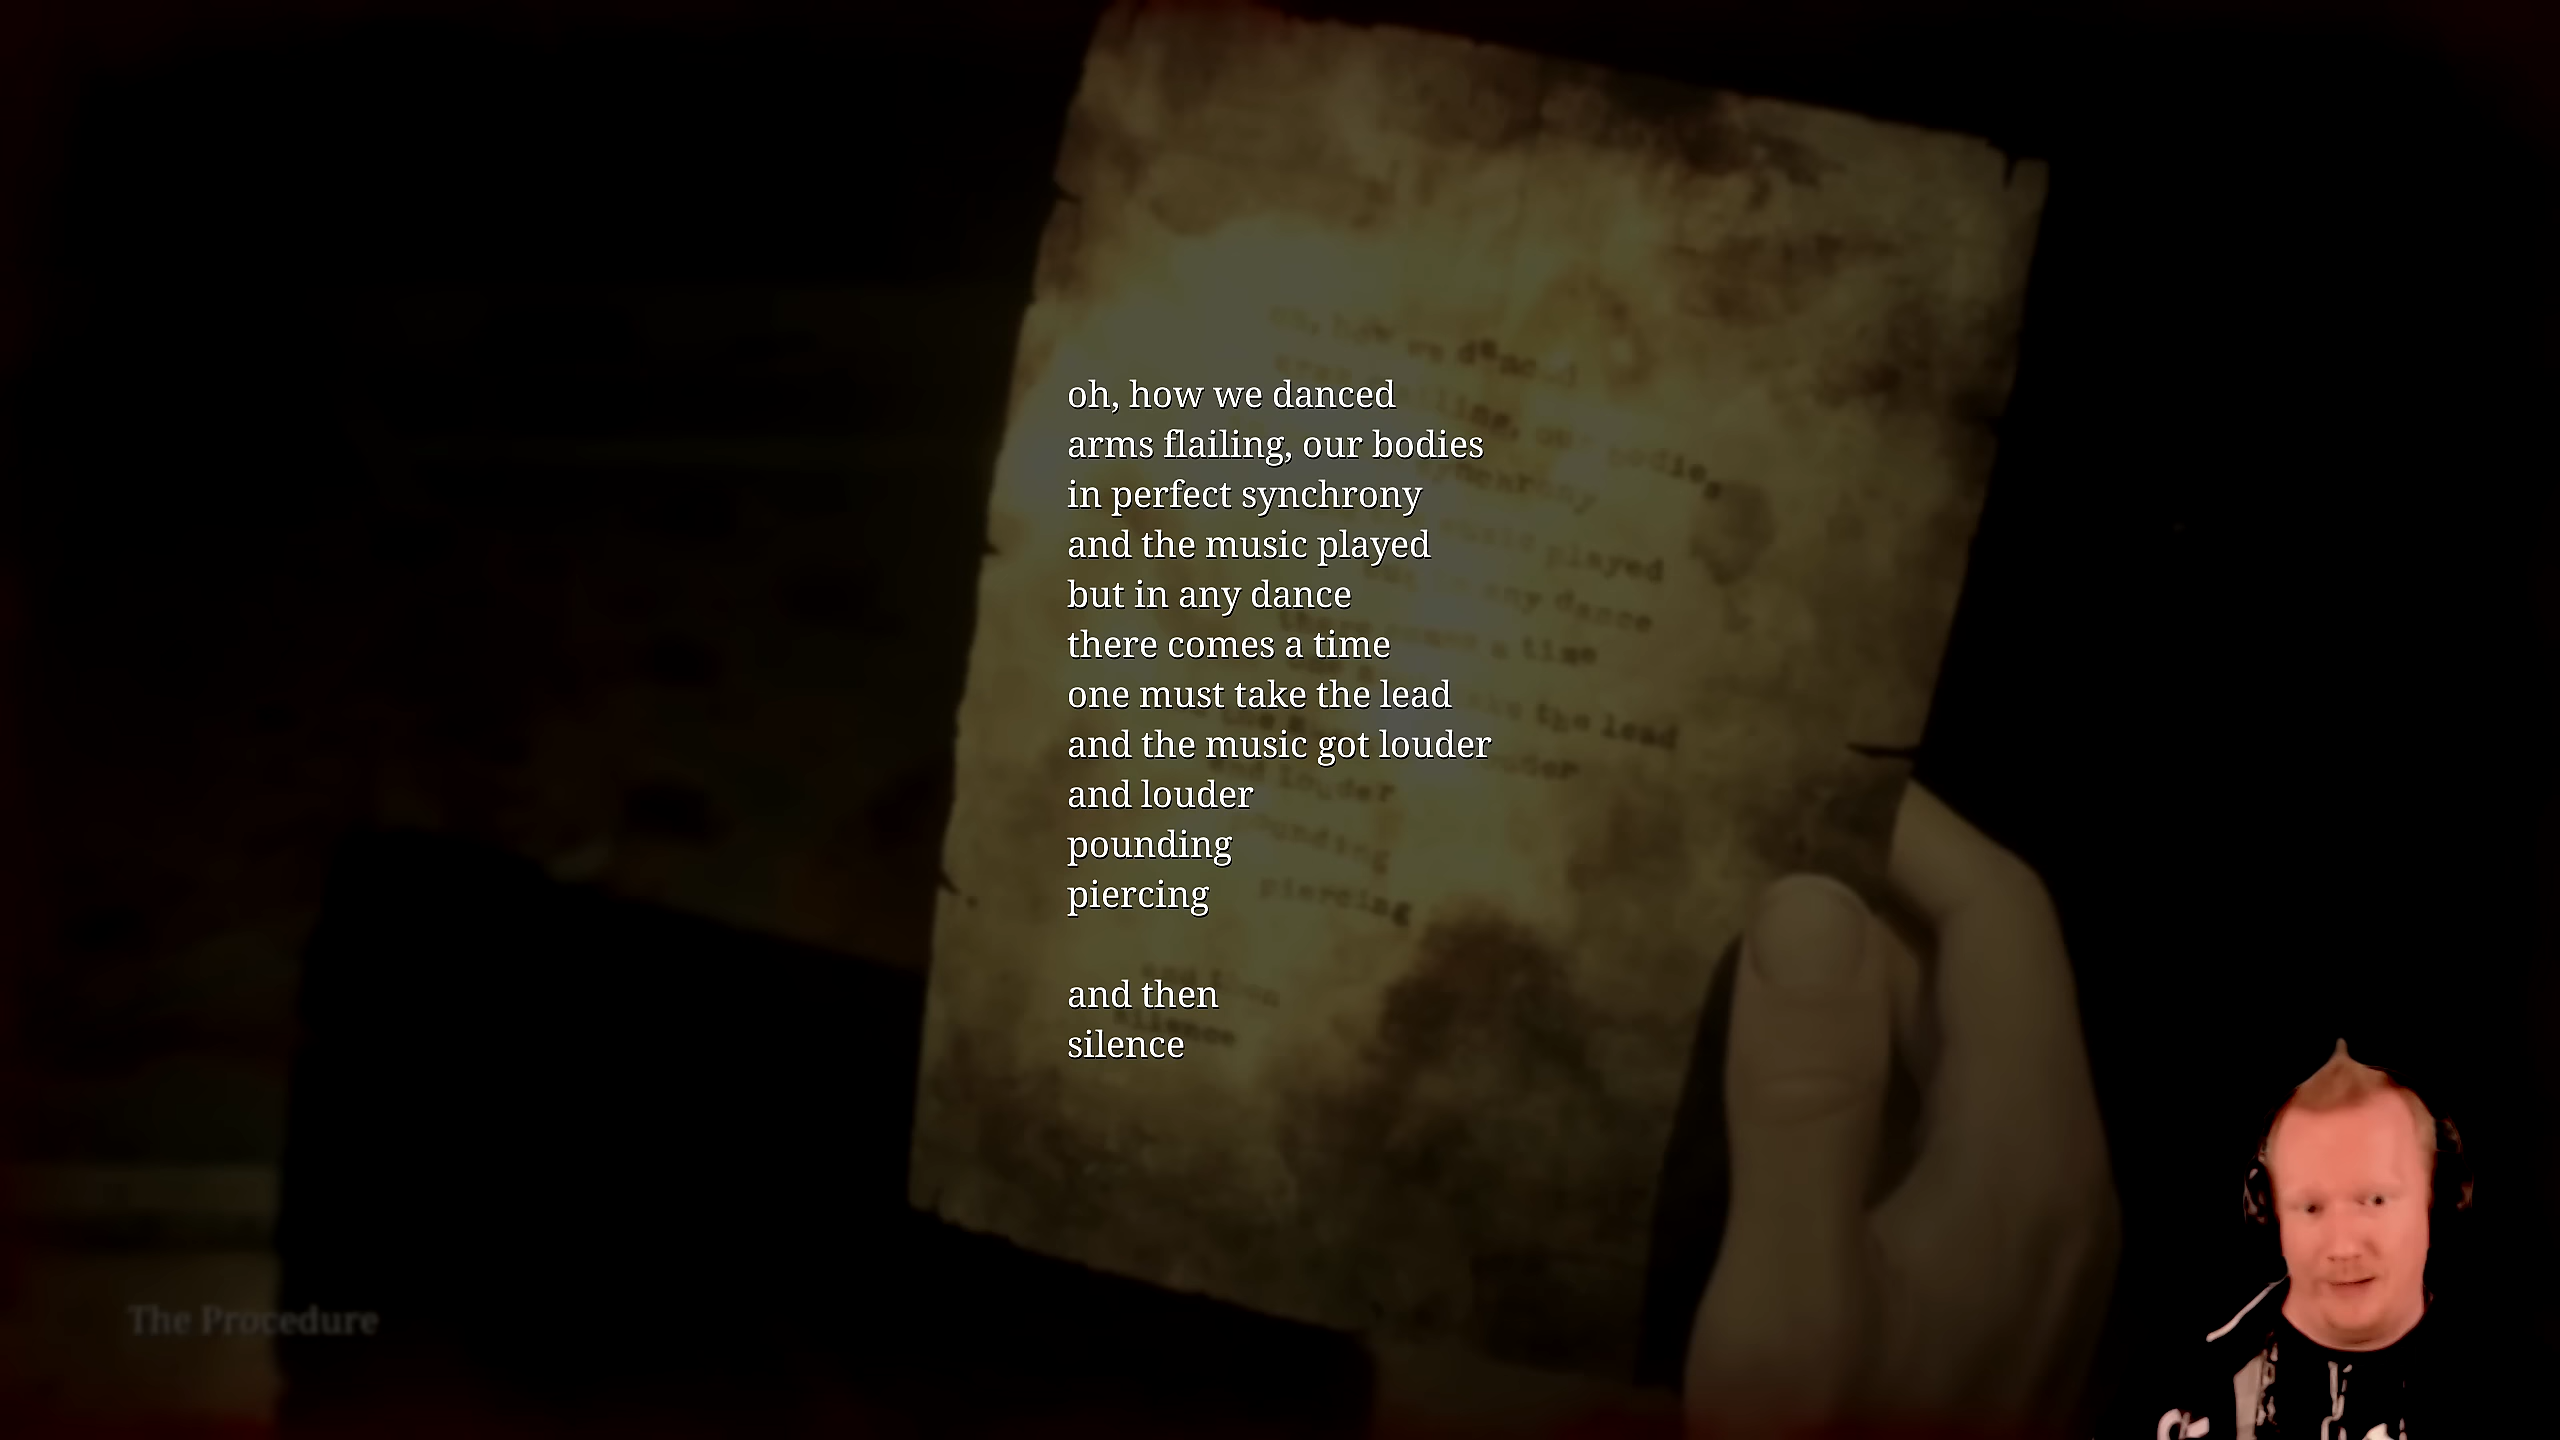 oh, how we danced
arms flailing, our bodies
in perfect synchrony
and the music played
but in any dance
there comes a time
one must take the lead
and the music got louder
and louder
pounding
piercing
and then
silence
The Procedure